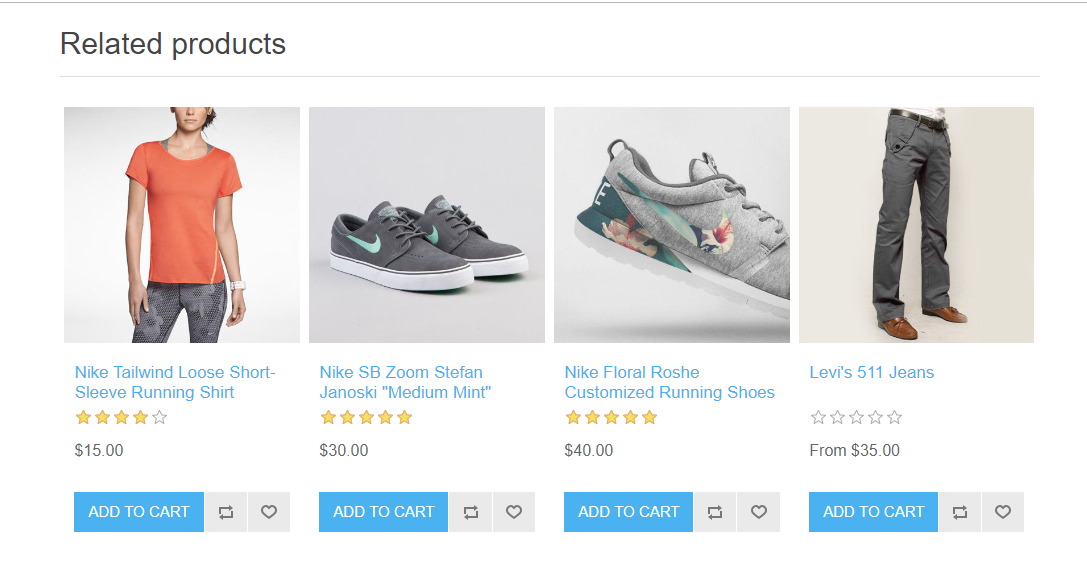 Related products
Nike Tailwind Loose Short-
Sleeve Running Shirt
$15.00
ADD TO CART
Nike SB Zoom Stefan
Janoski "Medium Mint"
$30.00
ADD TO CART
Nike Floral Roshe
Customized Running Shoes
$40.00
ADD TO CART
Levi's 511 Jeans
From $35.00
ADD TO CART